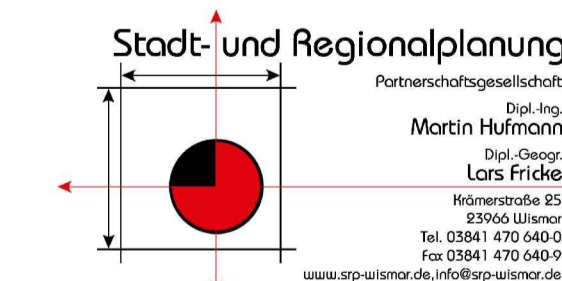 Stadt- und Regionalplanung
Partnerschaftsgesellschaft
Dipl.-Ing.
Martin Hufmann
Dipl.-Geogr.
Lars Fricke
Krämerstraße 25
23966 Wismar
Tel. 03841 470 640-0
Fax 03841 470 640-9
www.srp-wismar.de,info@srp-wismar.de